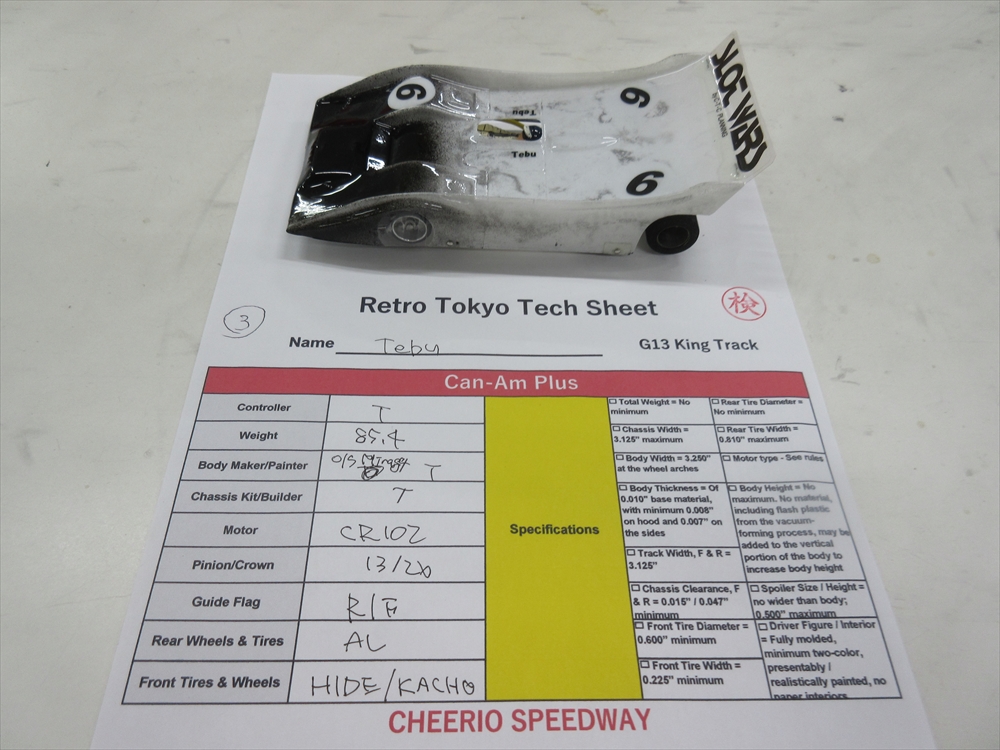 SLOT WARS
PLANNING
6
6
6
Tebu
Tebu
Retro Tokyo Tech Sheet
検
3
Name Tebu
G13 King Track
Can-Am Plus
Controller T
Weight 85.4
Body Maker/Painter O/S T
Chassis Kit/Builder T
Motor CR102
Pinion/Crown 13/
Guide Flag R/F
Rear Wheels & Tires AL
Front Tires & Wheels HIDE/KACHO
Specifications
☐ Total Weight = No
minimum
☐ Chassis Width =
3.125" maximum
☐ Body Width = 3.250"
at the wheel arches
☐ Body Thickness = Of
0.010" base material,
with minimum 0.008"
on hood and 0.007" on
the sides
☐ Track Width, F & R =
3.125"
☐ Chassis Clearance, F
& R = 0.015" / 0.047"
minimum
☐ Front Tire Diameter =
0.600" minimum
☐ Front Tire Width =
0.225" minimum
☐ Rear Tire Diameter =
No minimum
☐ Rear Tire Width =
0.810" maximum
☐ Motor type - See rules
☐ Body Height = No
maximum. No material,
including flash plastic
from the vacuum-
forming process, may be
added to the vertical
portion of the body to
increase body height
☐ Spoiler Size / Height =
no wider than body;
0.500" maximum
☐ Driver Figure / Interior
= Fully molded,
minimum two-color,
presentably /
realistically painted, no
paper interiors
CHEERIO SPEEDWAY